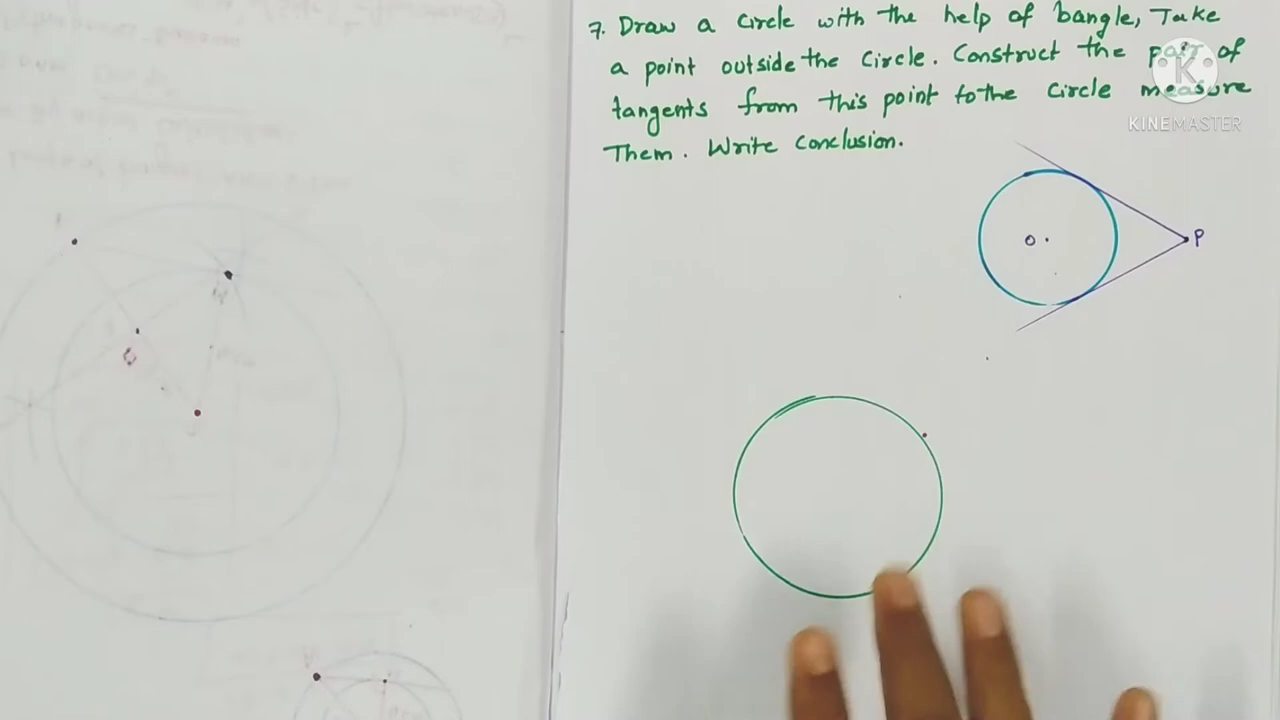 7. Draw a circle with the help of bangle, Take
a point outside the circle. Construct the pair of
tangents from this point to the circle measure
Them. Write conclusion.
K
KINEMASTER
O
P